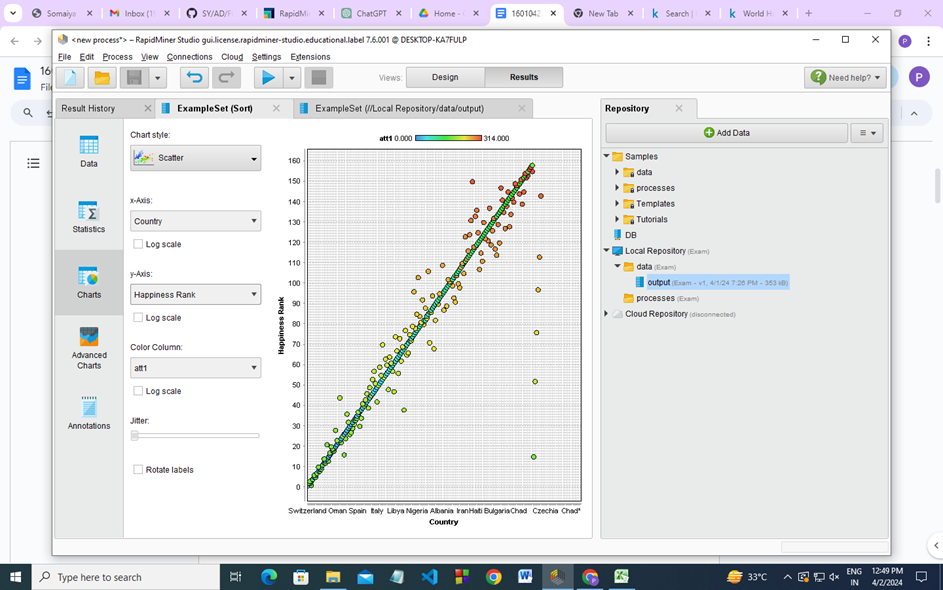 Somaiya
Inbox (1
SY/AD/F
RapidMi
ChatGPT
Home -
1601042
New Tab
Search |
World H
<new process*> – RapidMiner Studio gui.license.rapidminer-studio.educational.label 7.6.001 @ DESKTOP-KA7FULP
P
File Edit Process View Connections Cloud Settings Extensions
16
File
Views: Design Results
Need help?
P
Result History
ExampleSet (Sort)
ExampleSet (//Local Repository/data/output)
Repository
Data
Statistics
Charts
Advanced
Charts
Annotations
Chart style:
Scatter
x-Axis:
Country
Log scale
y-Axis:
Happiness Rank
Log scale
Color Column:
att1
Log scale
Jitter:
Rotate labels
att1 0.000 314.000
160
150
140
130
120
110
100
90
80
70
60
50
40
30
20
10
0
Happiness Rank
Switzerland Oman Spain Italy Libya Nigeria Albania Iran Haiti Bulgaria Chad Czechia Chad*
Country
Add Data
Samples
data
processes
Templates
Tutorials
DB
Local Repository (Exam)
data (Exam)
output (Exam - v1, 4/1/24 7:26 PM - 353 kB)
processes (Exam)
Cloud Repository (disconnected)
Type here to search
33°C
ENG
IN
12:49 PM
4/2/2024